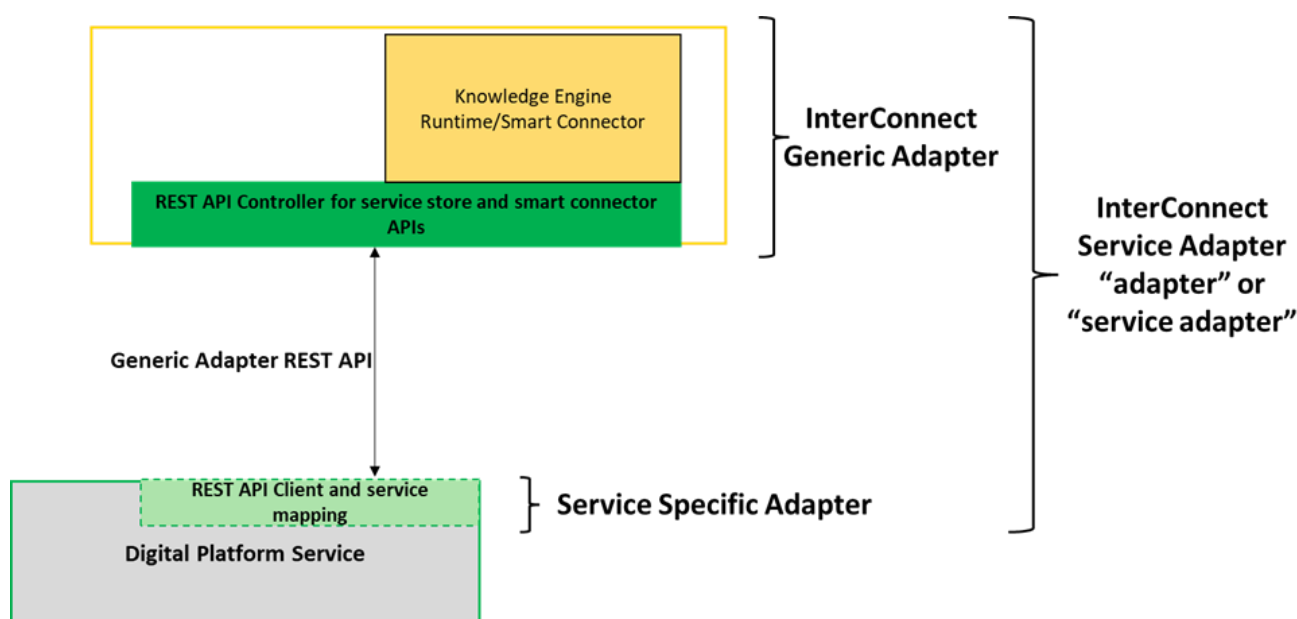 Knowledge Engine
Runtime/Smart Connector
REST API Controller for service store and smart connector
APIs
InterConnect
Generic Adapter
InterConnect
Service Adapter
“adapter” or
“service adapter”
Generic Adapter REST API
REST API Client and service
mapping
Service Specific Adapter
Digital Platform Service